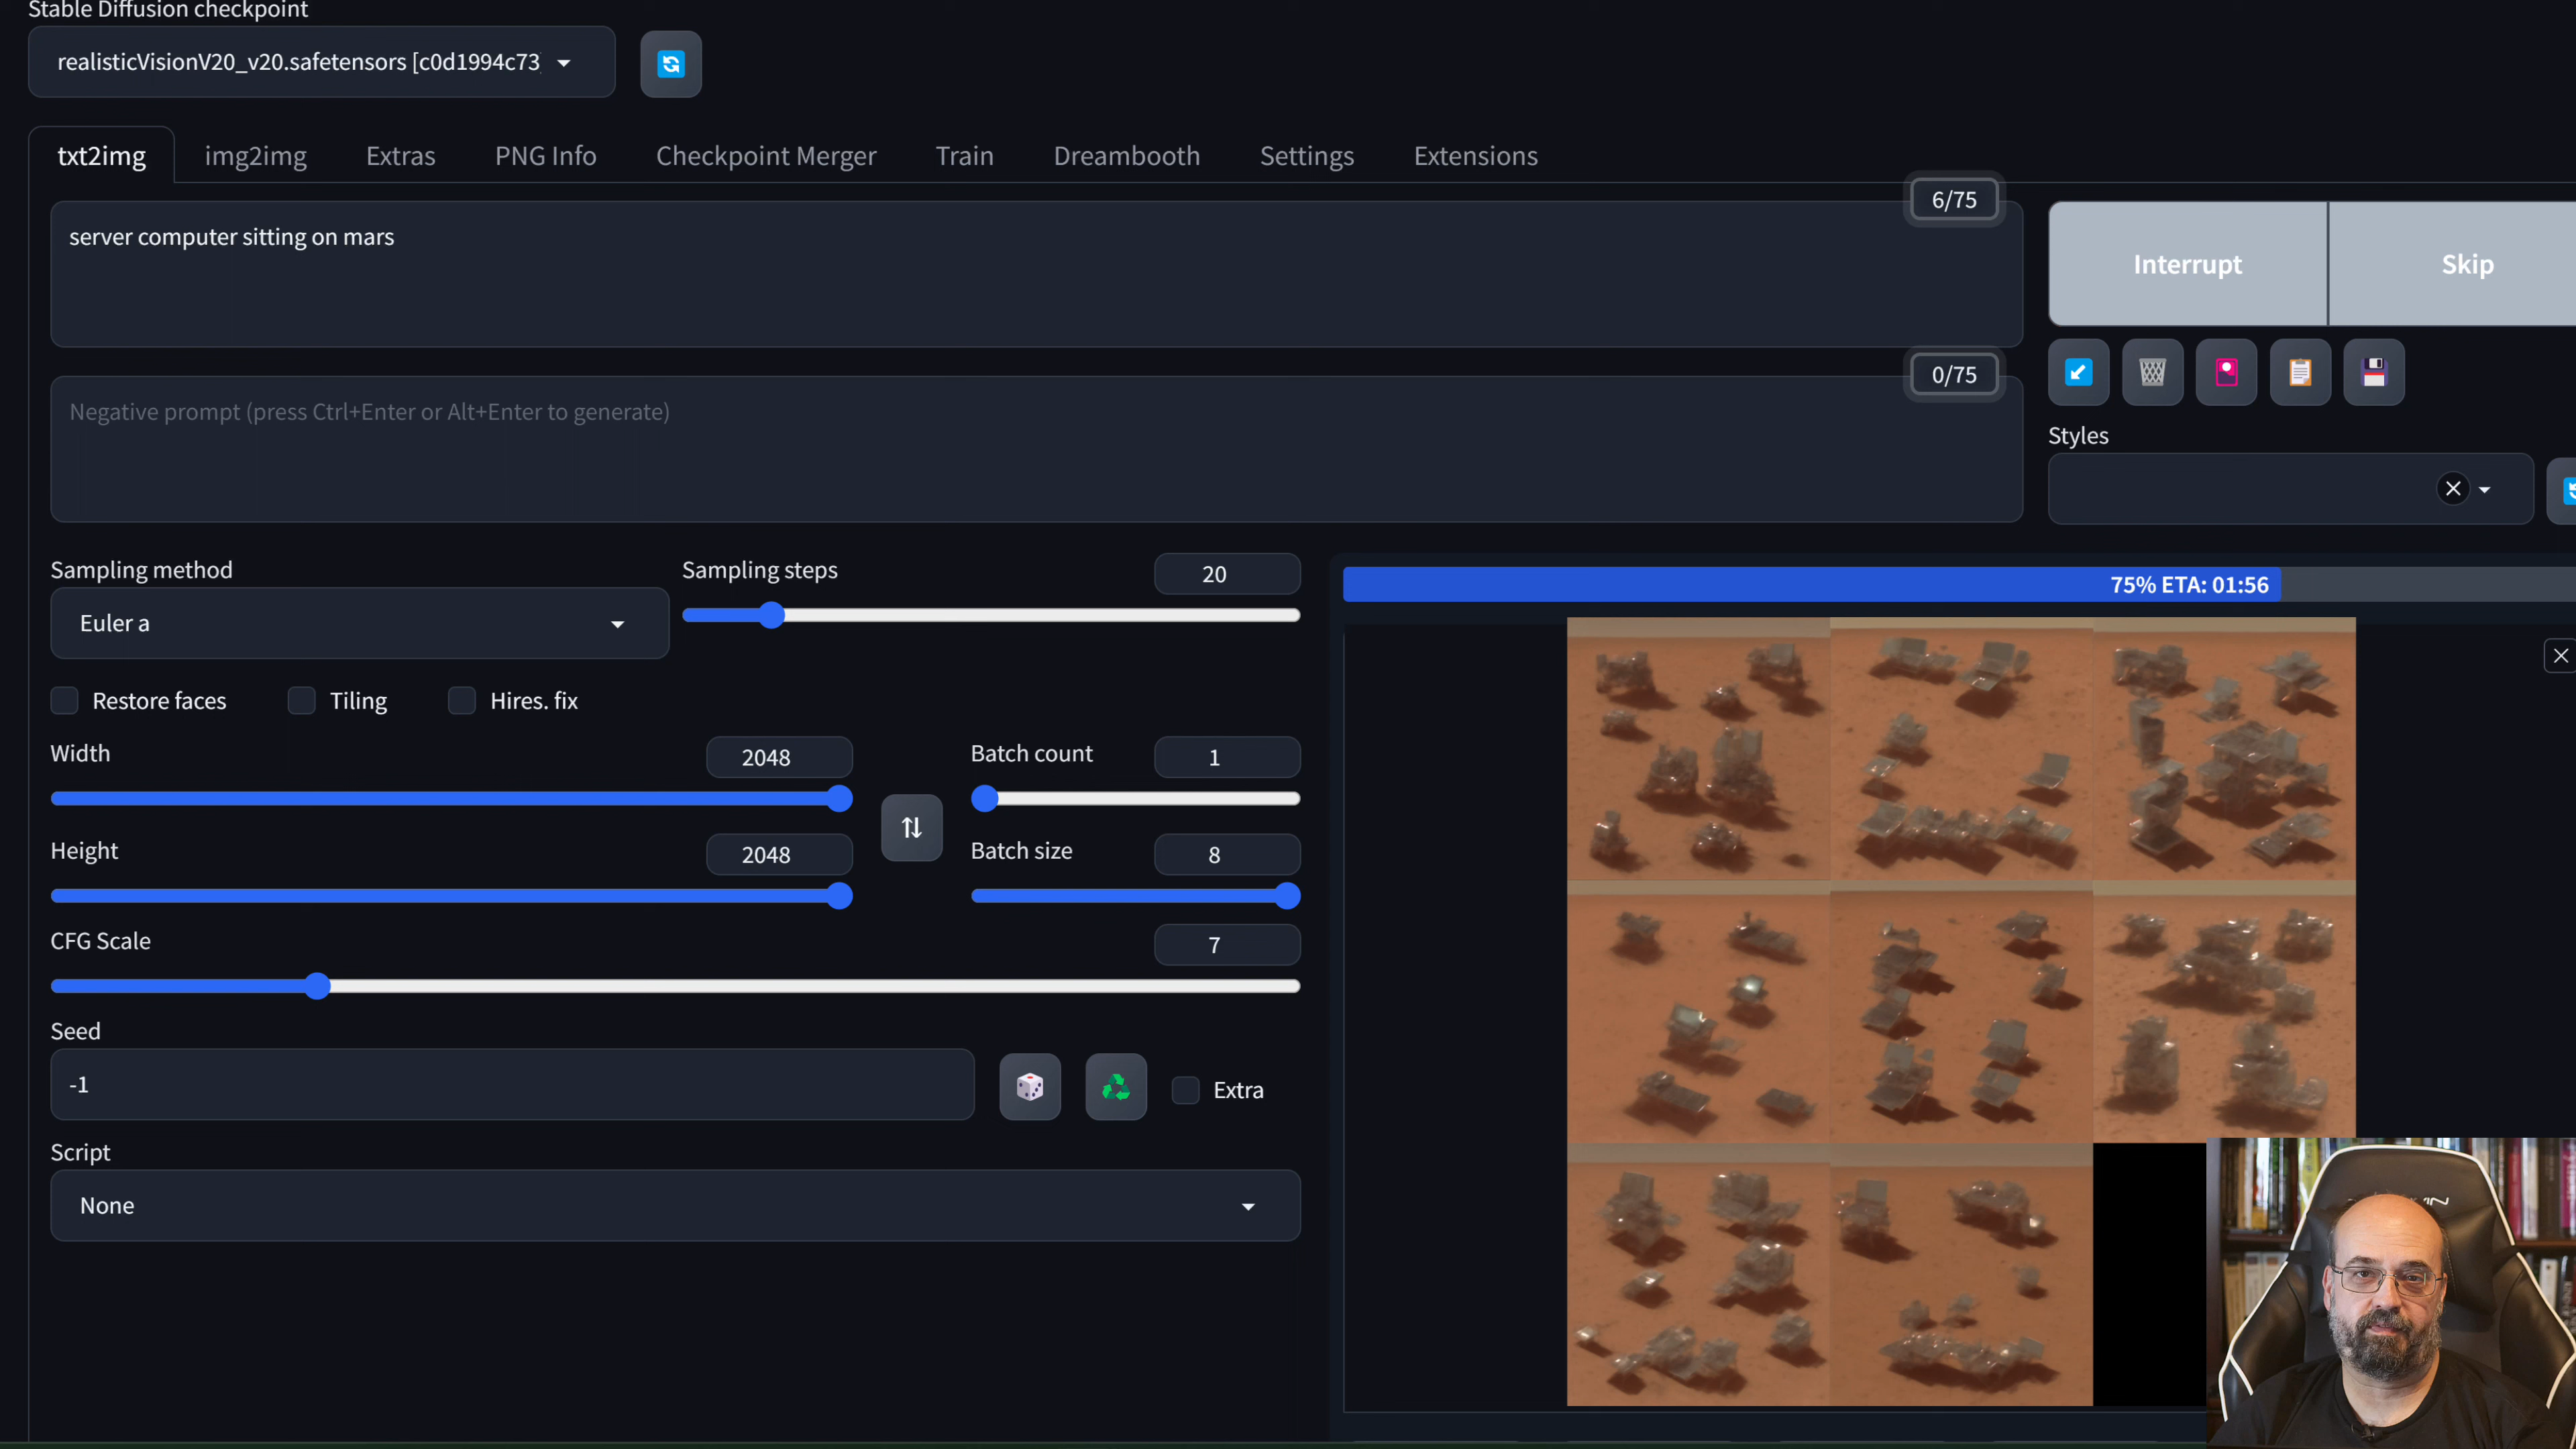 Stable Diffusion checkpoint
realisticVisionV20_v20.safetensors [c0d1994c73
txt2img img2img Extras PNG Info Checkpoint Merger Train Dreambooth Settings Extensions
6/75
server computer sitting on mars
Interrupt Skip
0/75
Negative prompt (press Ctrl+Enter or Alt+Enter to generate)
Styles
Sampling method
Euler a
Sampling steps 20
75% ETA: 01:56
Restore faces Tiling Hires. fix
Width 2048
Batch count 1
Height 2048
Batch size 8
CFG Scale 7
Seed
-1
Extra
Script
None